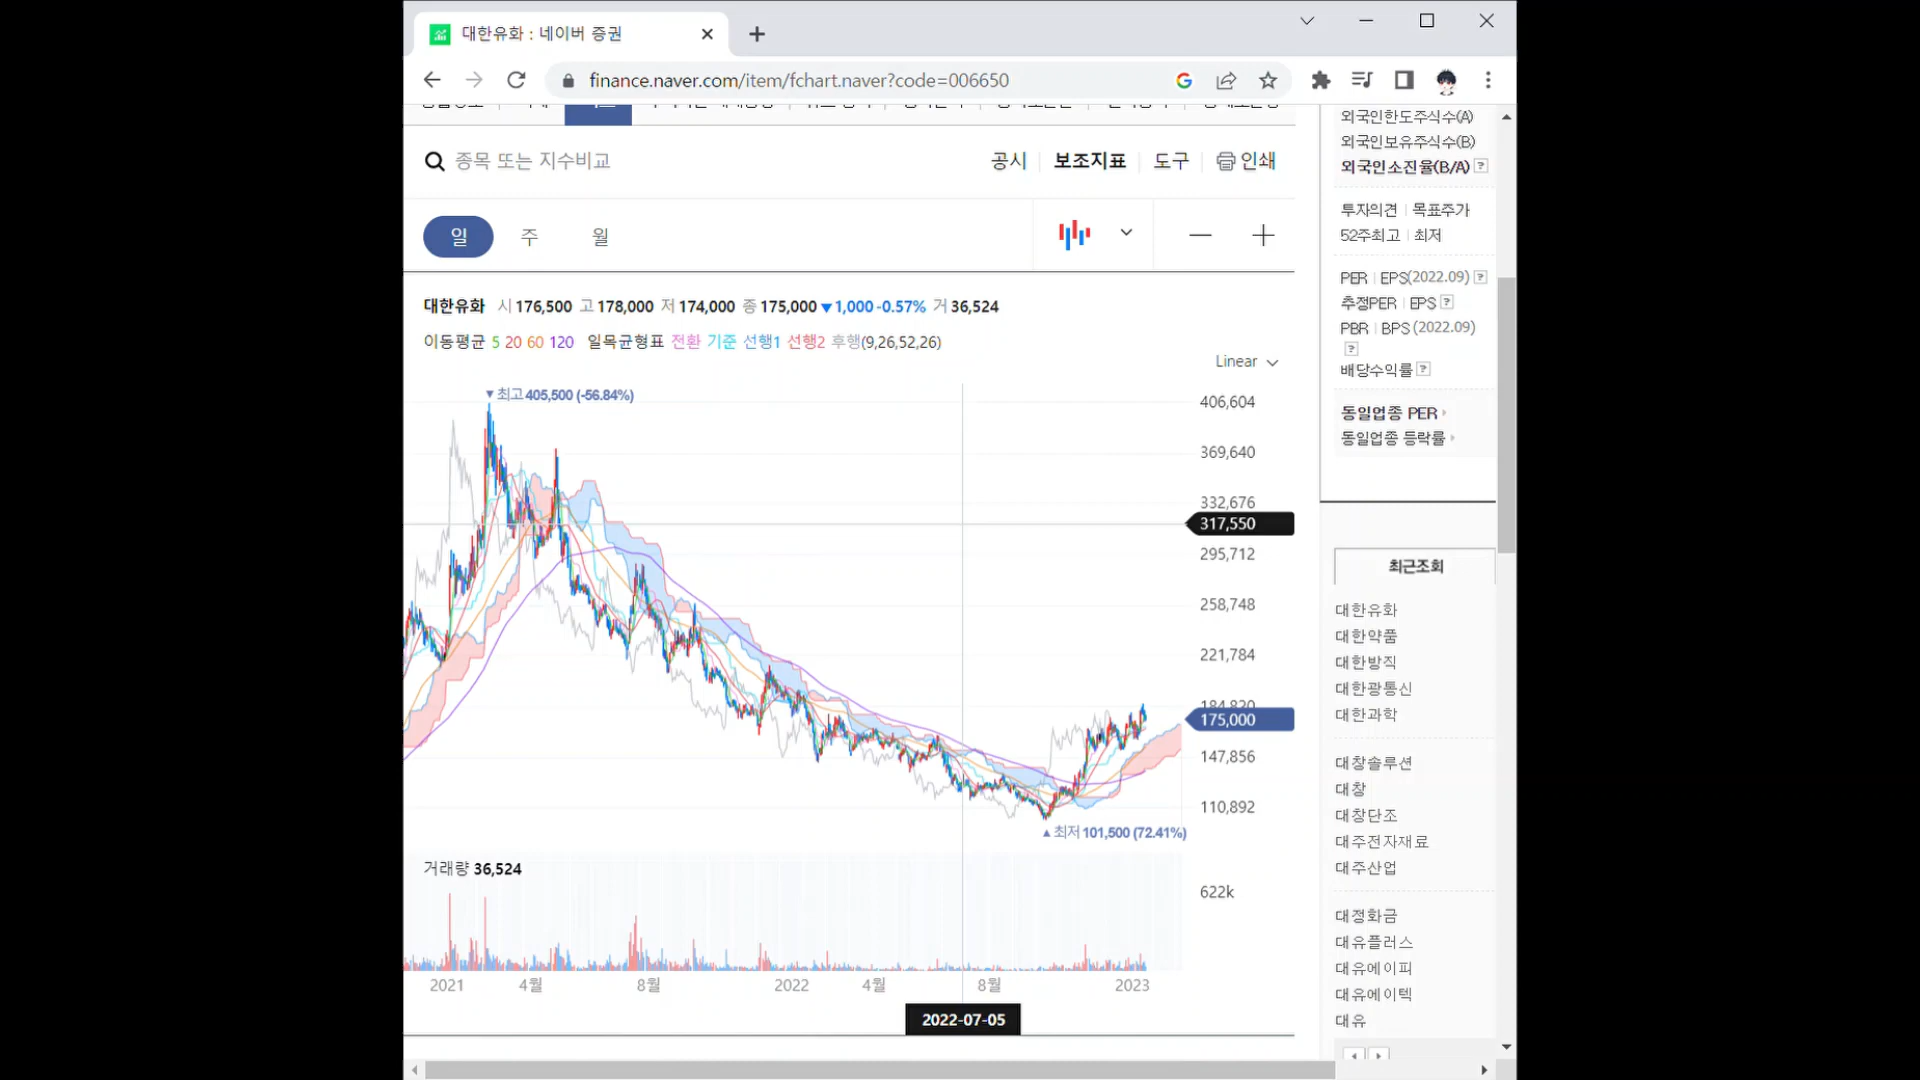 대한유화 : 네이버 증권
finance.naver.com/item/fchart.naver?code=006650
종목 또는 지수비교
공시 보조지표 도구 인쇄
일 주 월
대한유화 시 176,500 고 178,000 저 174,000 종 175,000 ▼1,000 -0.57% 거 36,524
이동평균 5 20 60 120 일목균형표 전환 기준 선행1 선행2 후행(9,26,52,26)
Linear
▼최고 405,500 (-56.84%)
406,604
369,640
332,676
317,550
295,712
258,748
221,784
184,820
175,000
147,856
110,892
▲최저 101,500 (72.41%)
거래량 36,524
622k
2021 4월 8월 2022 4월 8월 2023
2022-07-05
외국인한도주식수(A)
외국인보유주식수(B)
외국인소진율(B/A) ?
투자의견 | 목표주가
52주최고 | 최저
PER | EPS(2022.09) ?
추정PER | EPS ?
PBR | BPS (2022.09)
?
배당수익률 ?
동일업종 PER
동일업종 등락률
최근조회
대한유화
대한약품
대한방직
대한광통신
대한과학
대창솔루션
대창
대창단조
대주전자재료
대주산업
대정화금
대유플러스
대유에이피
대유에이텍
대유